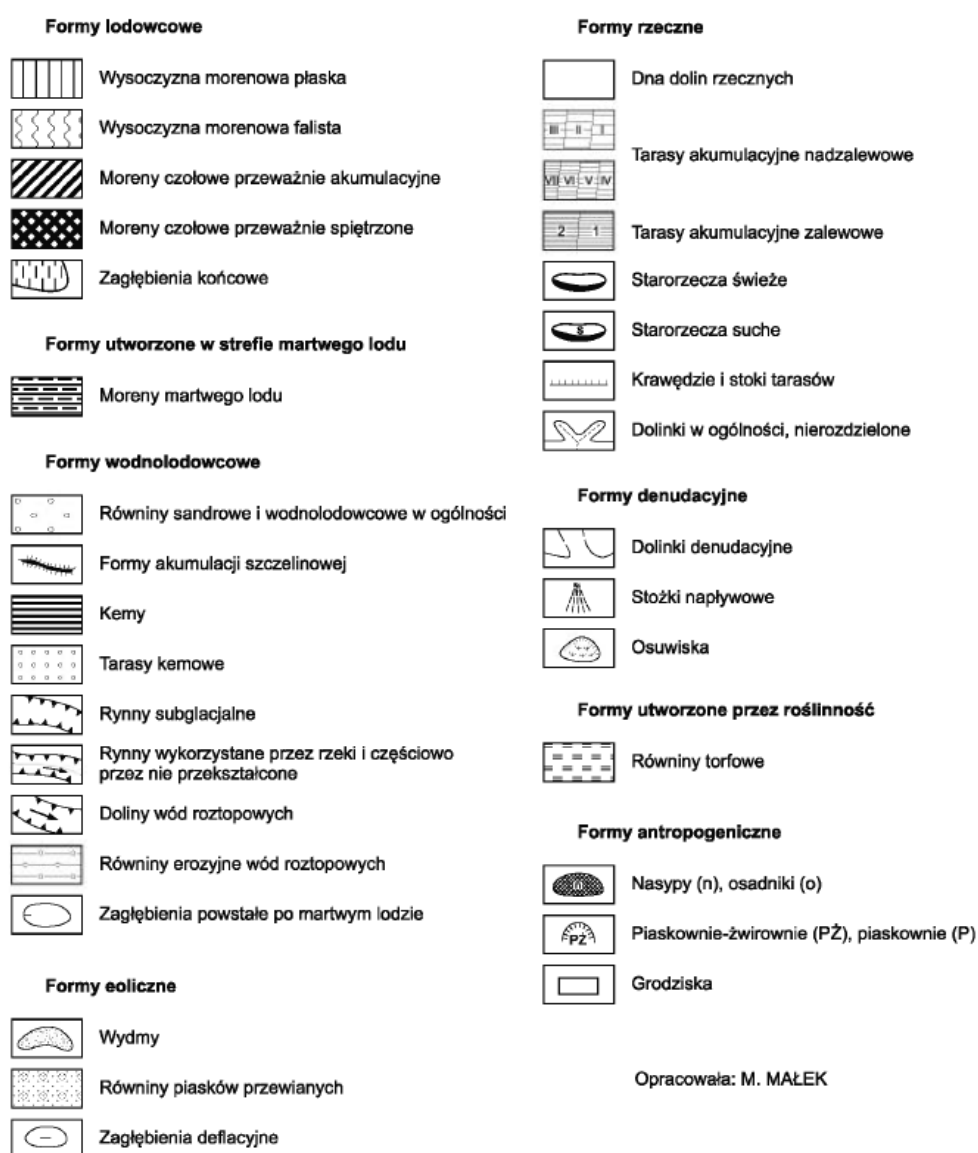 Formy lodowcowe
Wysoczyzna morenowa płaska
Wysoczyzna morenowa falista
Moreny czołowe przeważnie akumulacyjne
Moreny czołowe przeważnie spiętrzone
Zagłębienia końcowe
Formy utworzone w strefie martwego lodu
Moreny martwego lodu
Formy wodnolodowcowe
Równiny sandrowe i wodnolodowcowe w ogólności
Formy akumulacji szczelinowej
Kemy
Tarasy kemowe
Rynny subglacjalne
Rynny wykorzystane przez rzeki i częściowo
przez nie przekształcone
Doliny wód roztopowych
Równiny erozyjne wód roztopowych
Zagłębienia powstałe po martwym lodzie
Formy eoliczne
Wydmy
Równiny piasków przewianych
Zagłębienia deflacyjne
Formy rzeczne
Dna dolin rzecznych
III II I
Tarasy akumulacyjne nadzalewowe
VII VI V IV
2 1 Tarasy akumulacyjne zalewowe
Starorzecza świeże
S Starorzecza suche
Krawędzie i stoki tarasów
Dolinki w ogólności, nierozdzielone
Formy denudacyjne
Dolinki denudacyjne
Stożki napływowe
Osuwiska
Formy utworzone przez roślinność
Równiny torfowe
Formy antropogeniczne
Nasypy (n), osadniki (o)
PŻ Piaskownie-żwirownie (PŻ), piaskownie (P)
Grodziska
Opracowała: M. MAŁEK